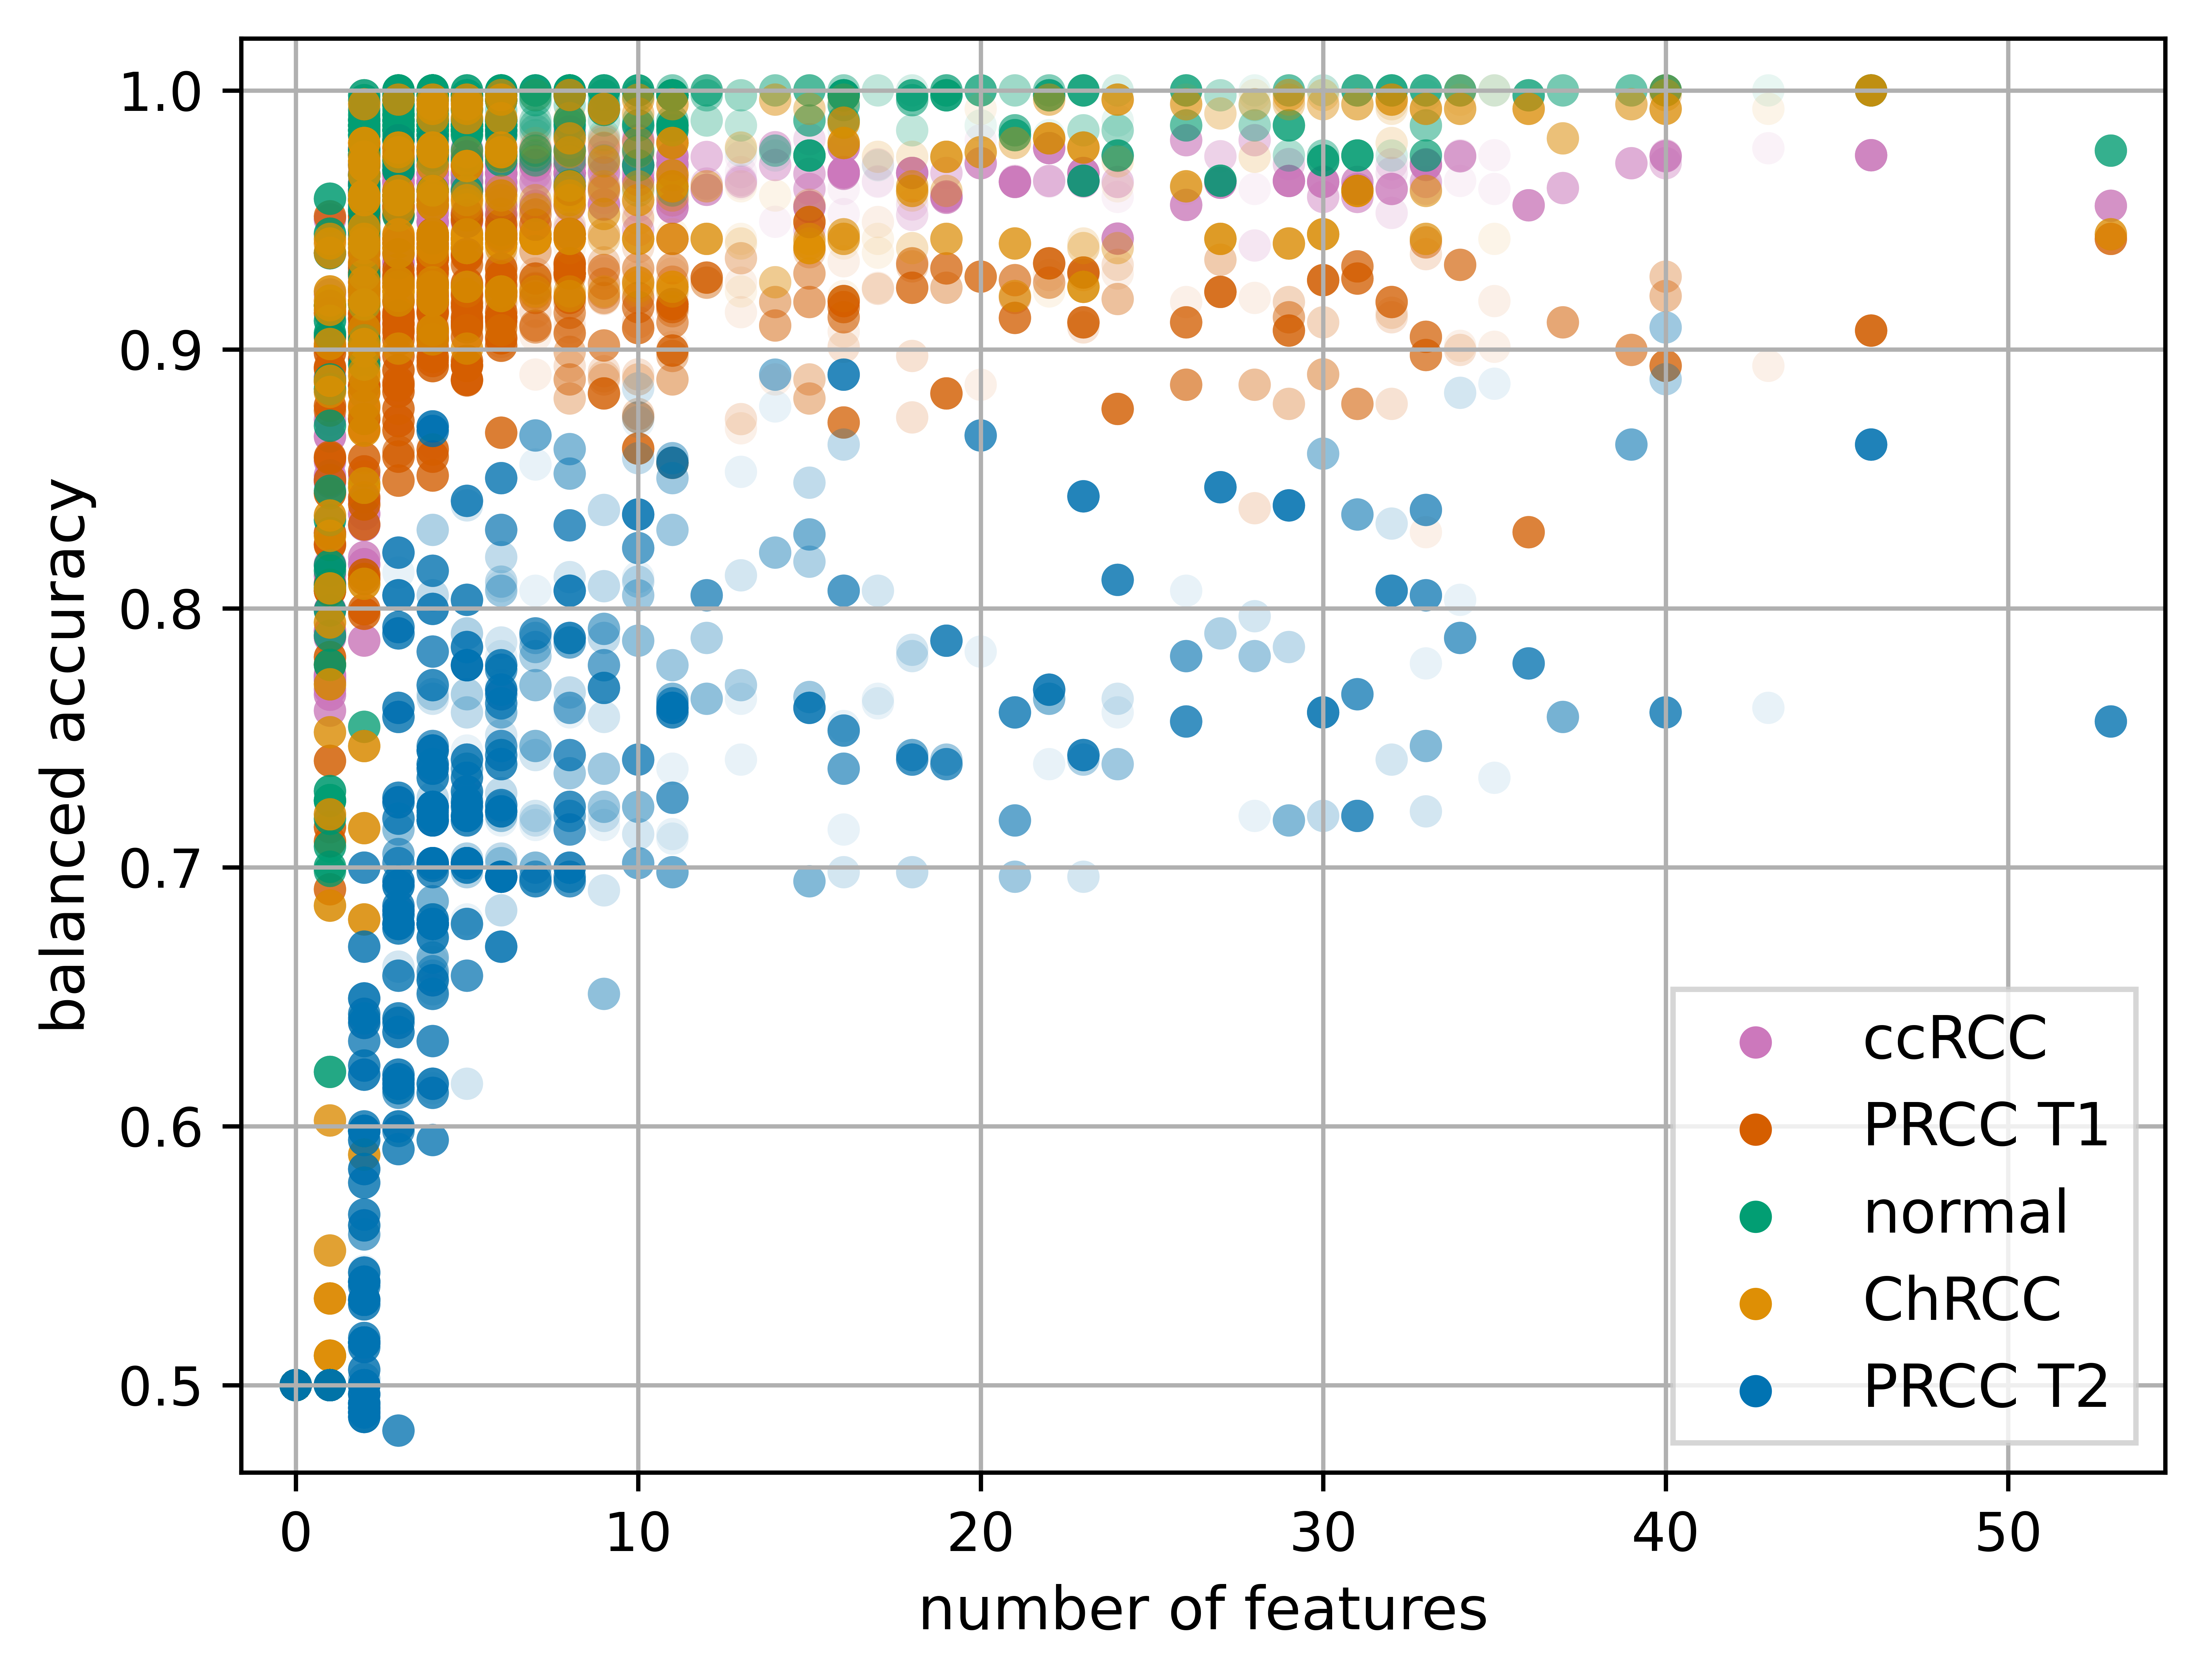 1.0
0.9
0.8
0.7
0.6
0.5
balanced accuracy
ccRCC
PRCC T1
normal
ChRCC
PRCC T2
0 10 20 30 40 50
number of features